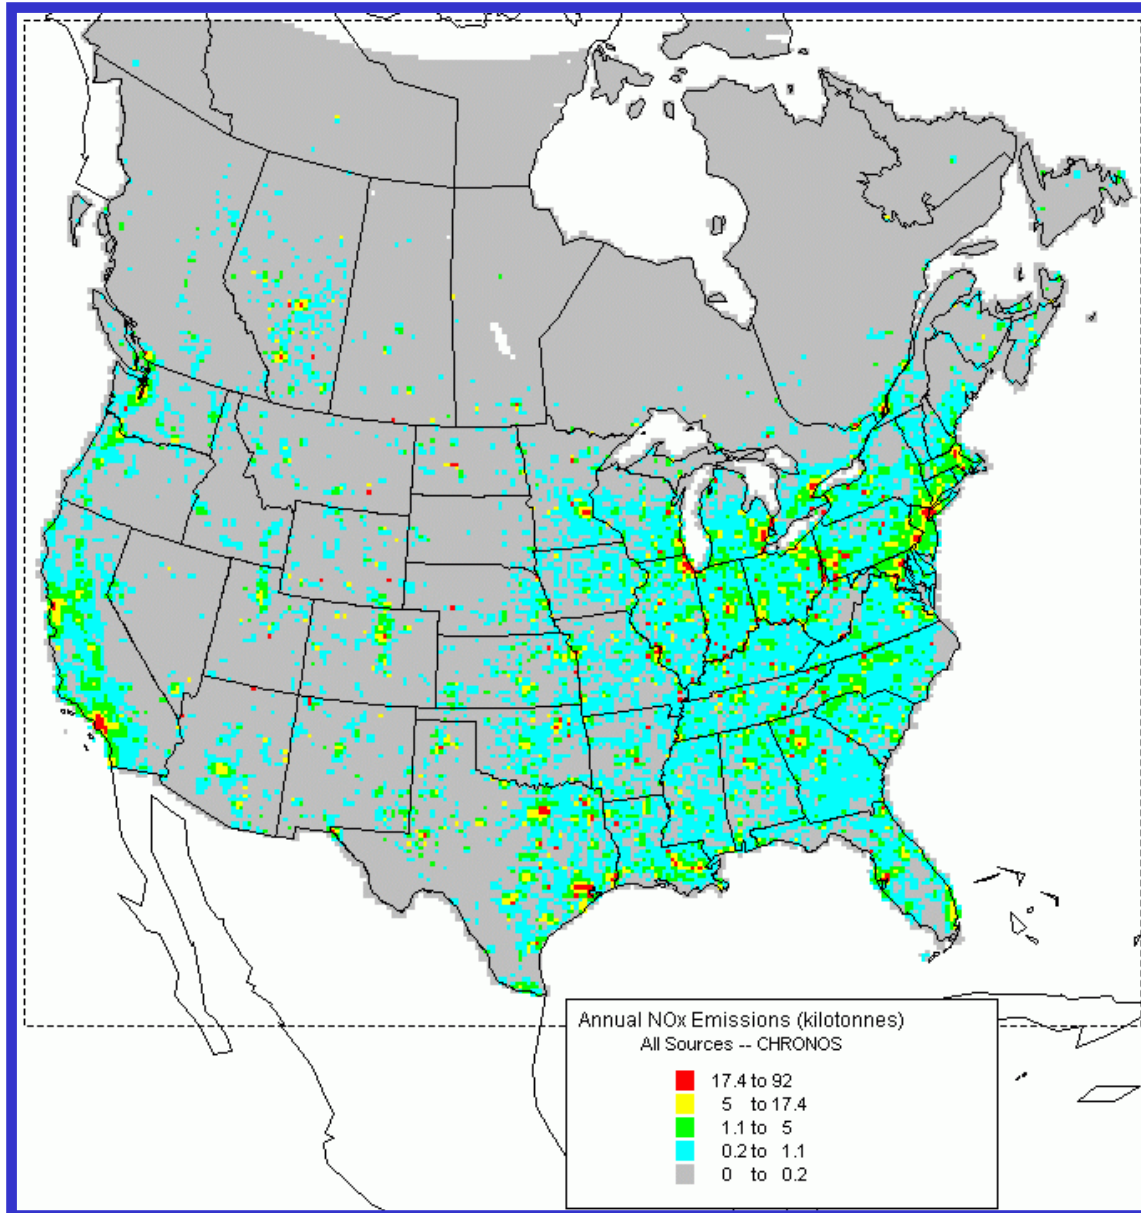 Annual NOx Emissions (kilotonnes)
All Sources -- CHRONOS
17.4 to 92
5 to 17.4
1.1 to 5
0.2 to 1.1
0 to 0.2